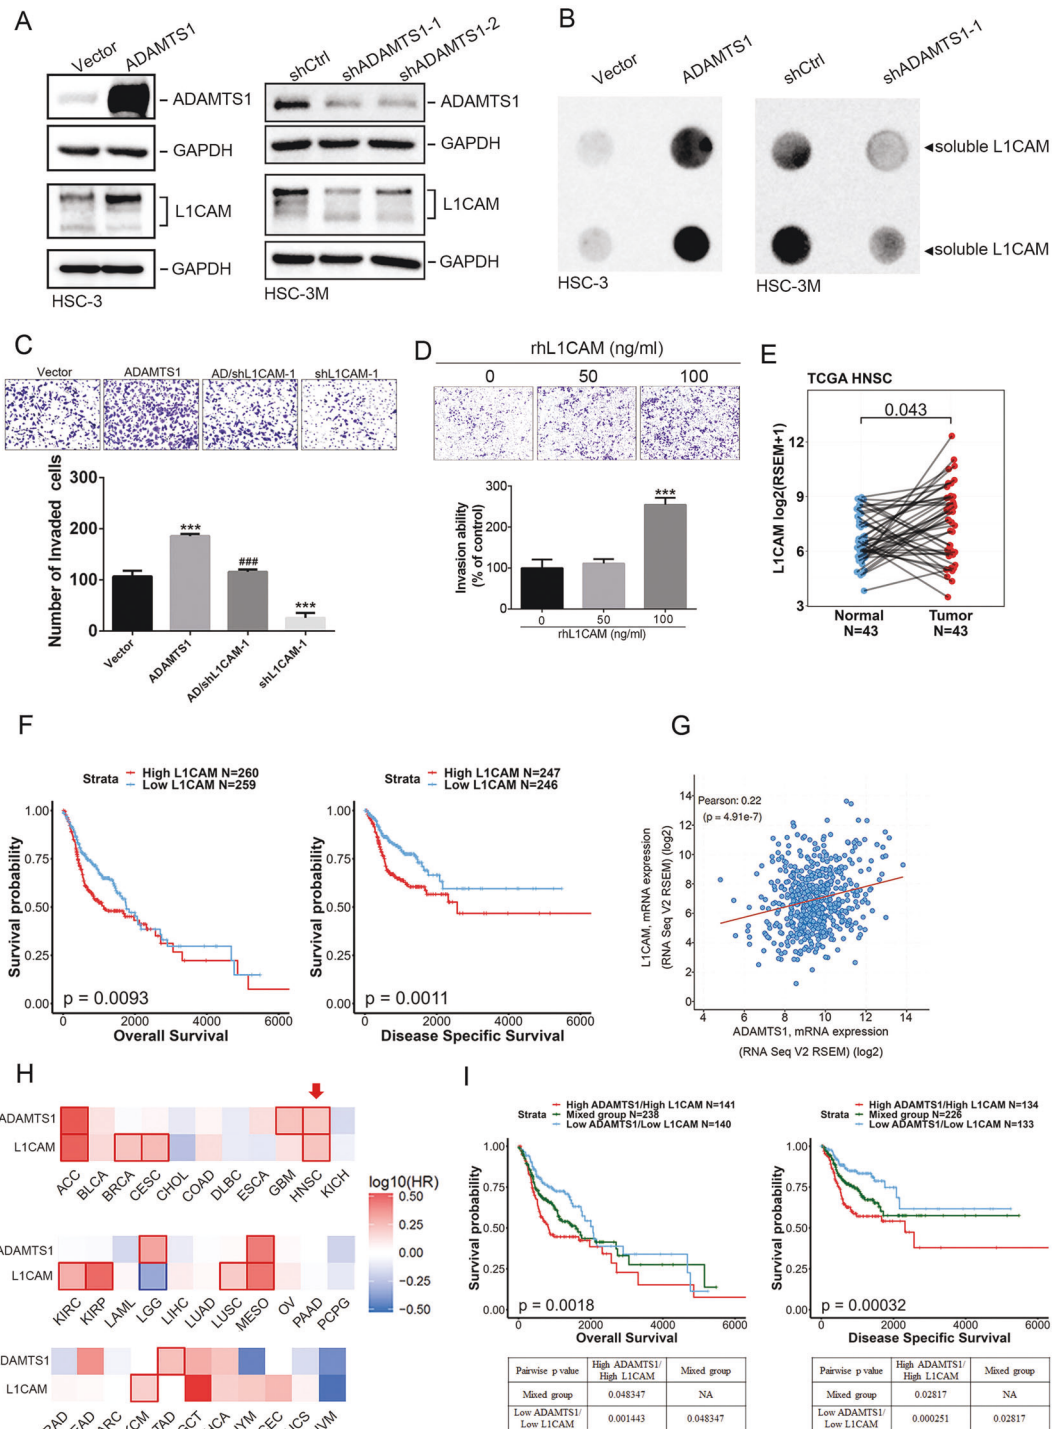 A
Vector
ADAMTS1
shCtrl
shADAMTS1-1
shADAMTS1-2
ADAMTS1
ADAMTS1
GAPDH
GAPDH
L1CAM
L1CAM
GAPDH
GAPDH
HSC-3
HSC-3M
B
Vector
ADAMTS1
shCtrl
shADAMTS1-1
soluble L1CAM
soluble L1CAM
HSC-3
HSC-3M
C
Vector
ADAMTS1
AD/shL1CAM-1
shL1CAM-1
Number of Invaded cells
300
200
100
0
***
###
***
Vector
ADAMTS1
AD/shL1CAM-1
shL1CAM-1
D
rhL1CAM (ng/ml)
0 50 100
Invasion ability
(% of control)
300
200
100
0
***
0 50 100
rhL1CAM (ng/ml)
E
TCGA HNSC
0.043
L1CAM log2(RSEM+1)
12
9
6
3
Normal Tumor
N=43 N=43
F
Strata
High L1CAM N=260
Low L1CAM N=259
Survival probability
1.00
0.75
0.50
0.25
0.00
p = 0.0093
0 2000 4000 6000
Overall Survival
Strata
High L1CAM N=247
Low L1CAM N=246
Survival probability
1.00
0.75
0.50
0.25
0.00
p = 0.0011
0 2000 4000 6000
Disease Specific Survival
G
Pearson: 0.22
(p = 4.91e-7)
L1CAM, mRNA expression
(RNA Seq V2 RSEM) (log2)
14
12
10
8
6
4
2
0
4 6 8 10 12 14
ADAMTS1, mRNA expression
(RNA Seq V2 RSEM) (log2)
H
ADAMTS1
L1CAM
ACC BLCA BRCA CESC CHOL COAD DLBC ESCA GBM HNSC KICH
log10(HR)
0.50
0.25
0.00
−0.25
−0.50
ADAMTS1
L1CAM
KIRC KIRP LAML LGG LIHC LUAD LUSC MESO OV PAAD PCPG
ADAMTS1
L1CAM
I
Strata
High ADAMTS1/High L1CAM N=141
Mixed group N=238
Low ADAMTS1/Low L1CAM N=140
Survival probability
1.00
0.75
0.50
0.25
0.00
p = 0.0018
0 2000 4000 6000
Overall Survival
Strata
High ADAMTS1/High L1CAM N=134
Mixed group N=226
Low ADAMTS1/Low L1CAM N=133
Survival probability
1.00
0.75
0.50
0.25
0.00
p = 0.00032
0 2000 4000 6000
Disease Specific Survival
Pairwise p value High ADAMTS1/ High L1CAM Mixed group
Mixed group 0.048347 NA
Low ADAMTS1/ Low L1CAM 0.001443 0.048347
Pairwise p value High ADAMTS1/ High L1CAM Mixed group
Mixed group 0.02817 NA
Low ADAMTS1/ Low L1CAM 0.000251 0.02817